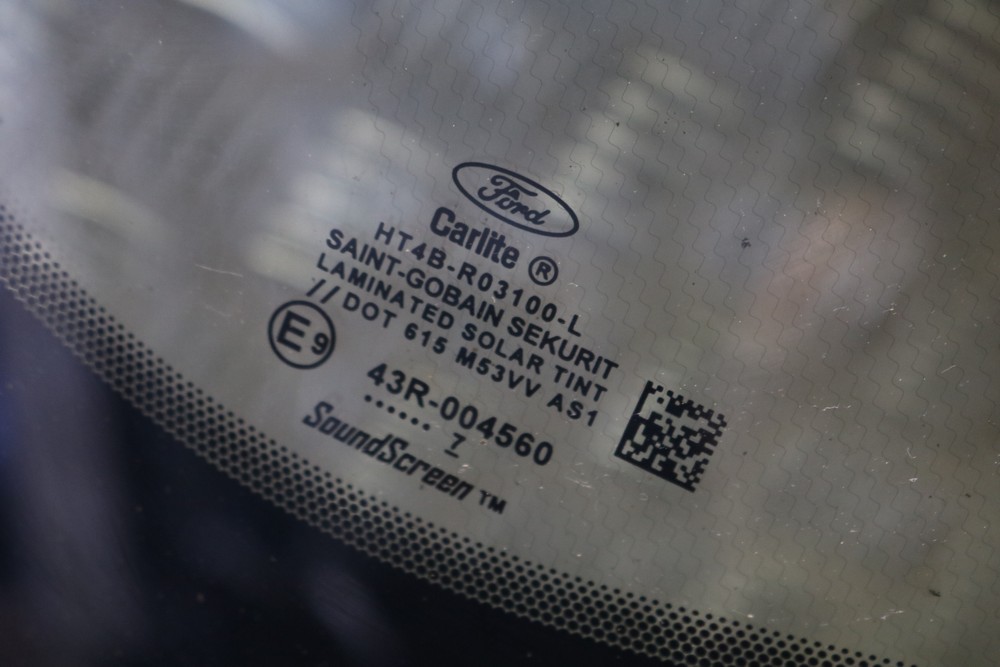 Ford
Carlite ®
HT4B-R03100-L
SAINT-GOBAIN SEKURIT
LAMINATED SOLAR TINT
// DOT 615 M53VV AS1
E9
43R-004560
...... 7
SoundScreen ™